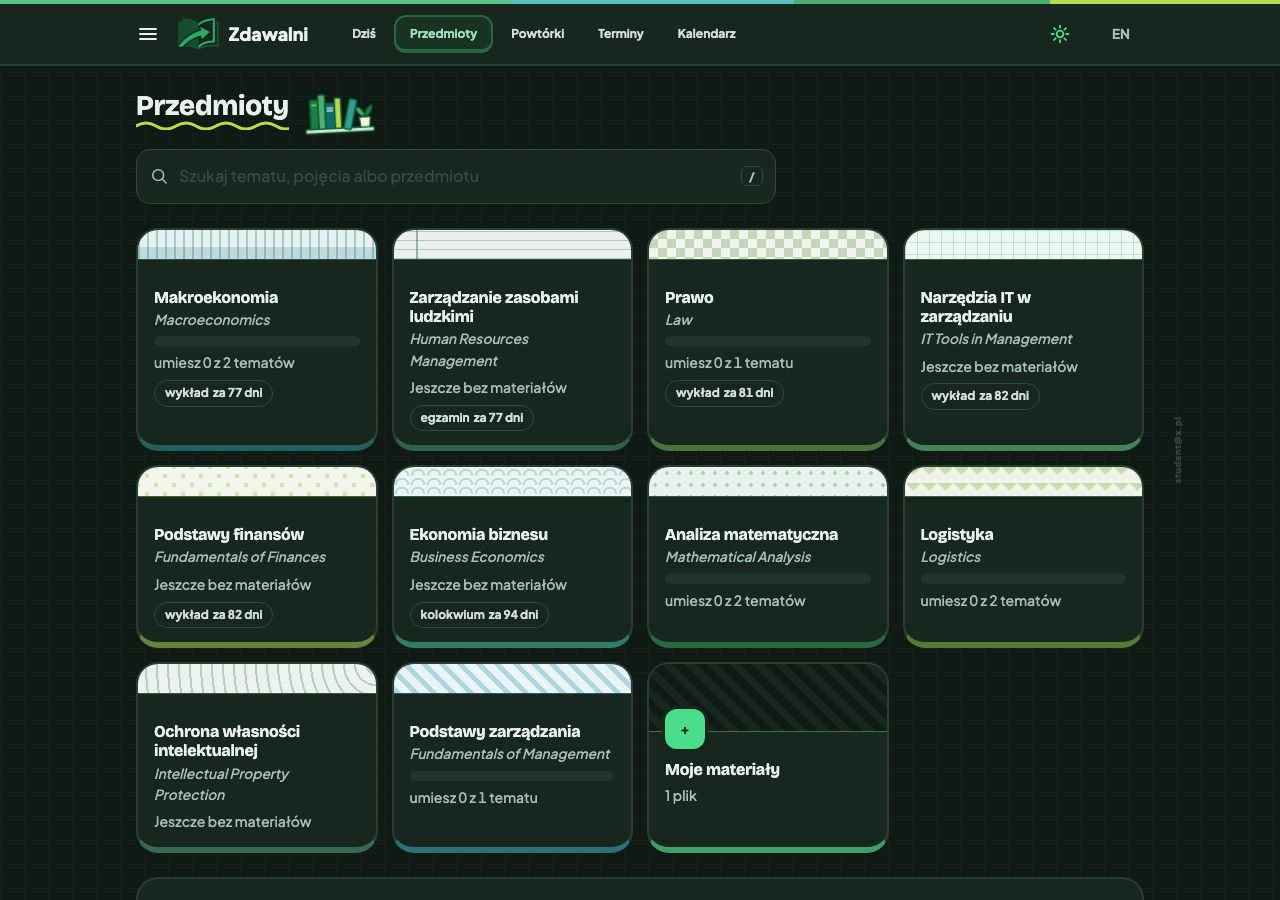 Zdawalni
Dziś
Przedmioty
Powtórki
Terminy
Kalendarz
EN
Przedmioty
Szukaj tematu, pojęcia albo przedmiotu
/
Makroekonomia
Macroeconomics
umiesz 0 z 2 tematów
wykład za 77 dni
Zarządzanie zasobami
ludzkimi
Human Resources
Management
Jeszcze bez materiałów
egzamin za 77 dni
Prawo
Law
umiesz 0 z 1 tematu
wykład za 81 dni
Narzędzia IT w
zarządzaniu
IT Tools in Management
Jeszcze bez materiałów
wykład za 82 dni
student@x.pl
Podstawy finansów
Fundamentals of Finances
Jeszcze bez materiałów
wykład za 82 dni
Ekonomia biznesu
Business Economics
Jeszcze bez materiałów
kolokwium za 94 dni
Analiza matematyczna
Mathematical Analysis
umiesz 0 z 2 tematów
Logistyka
Logistics
umiesz 0 z 2 tematów
Ochrona własności
intelektualnej
Intellectual Property
Protection
Jeszcze bez materiałów
Podstawy zarządzania
Fundamentals of Management
umiesz 0 z 1 tematu
+
Moje materiały
1 plik